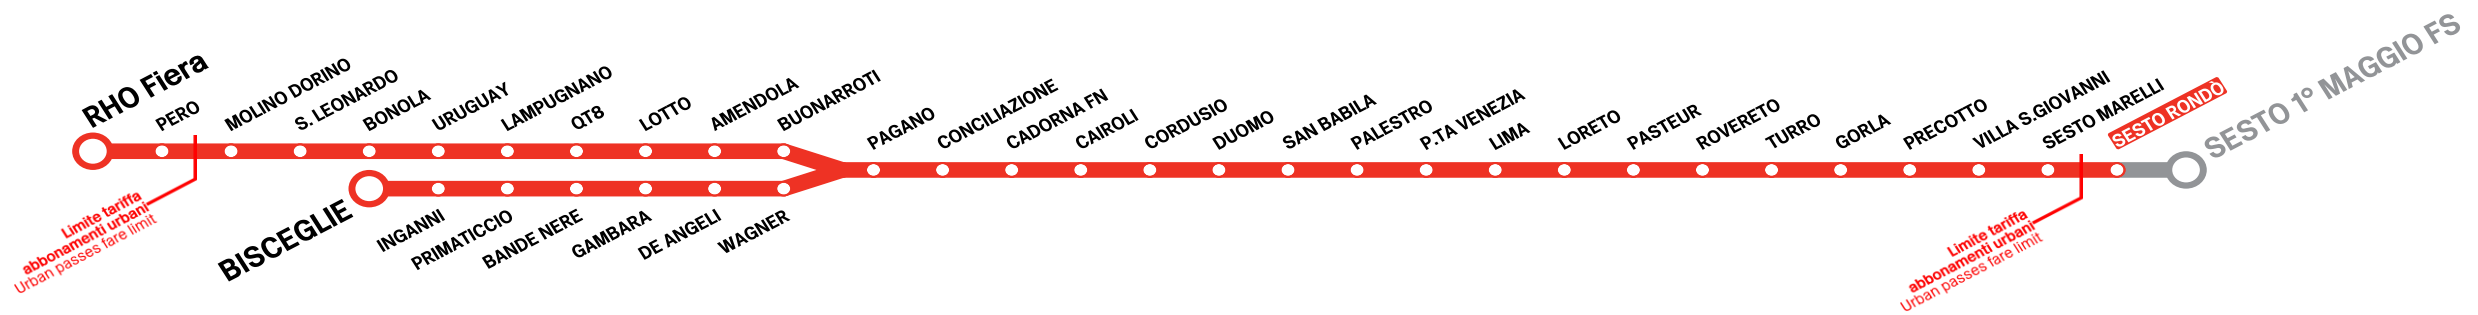 RHO Fiera
PERO
MOLINO DORINO
S. LEONARDO
BONOLA
URUGUAY
LAMPUGNANO
QT8
LOTTO
AMENDOLA
BUONARROTI
PAGANO
CONCILIAZIONE
CADORNA FN
CAIROLI
CORDUSIO
DUOMO
SAN BABILA
PALESTRO
P.TA VENEZIA
LIMA
LORETO
PASTEUR
ROVERETO
TURRO
GORLA
PRECOTTO
VILLA S.GIOVANNI
SESTO MARELLI
SESTO RONDO
SESTO 1° MAGGIO FS
Limite tariffa
abbonamenti urbani
Urban passes fare limit
BISCEGLIE
INGANNI
PRIMATICCIO
BANDE NERE
GAMBARA
DE ANGELI
WAGNER
Limite tariffa
abbonamenti urbani
Urban passes fare limit